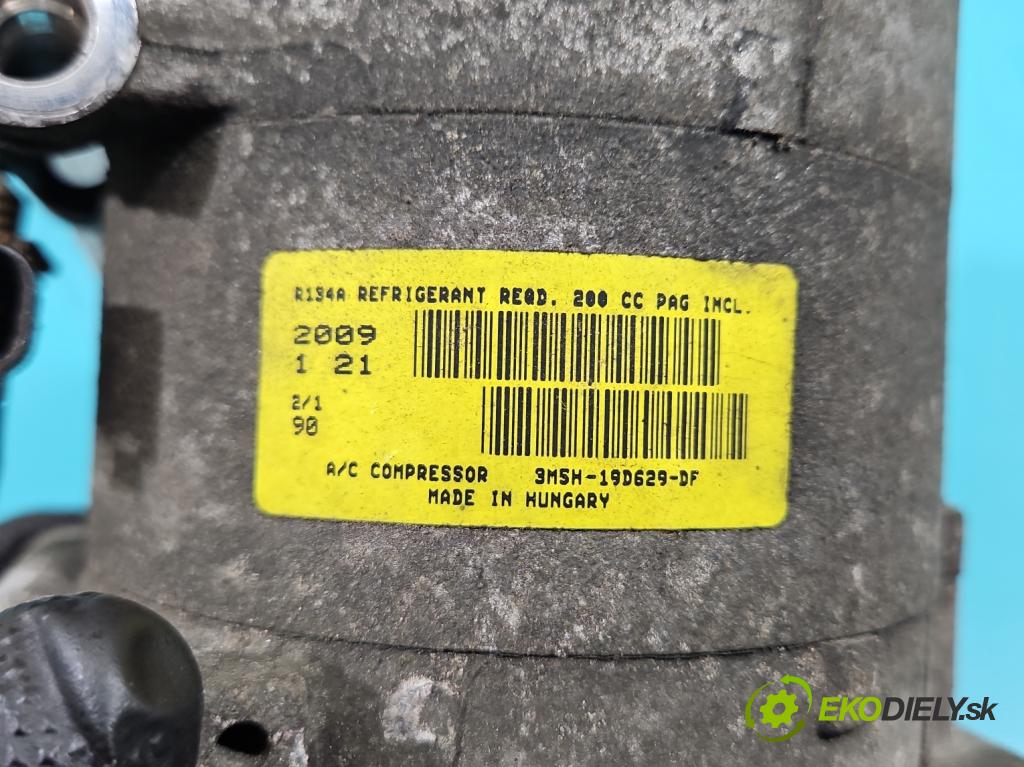 R134A REFRIGERANT REQD. 200 CC PAG INCL.
2009
1 21
2/1
90
A/C COMPRESSOR 3M5H-19D629-DF
MADE IN HUNGARY
EKODIELY.sk